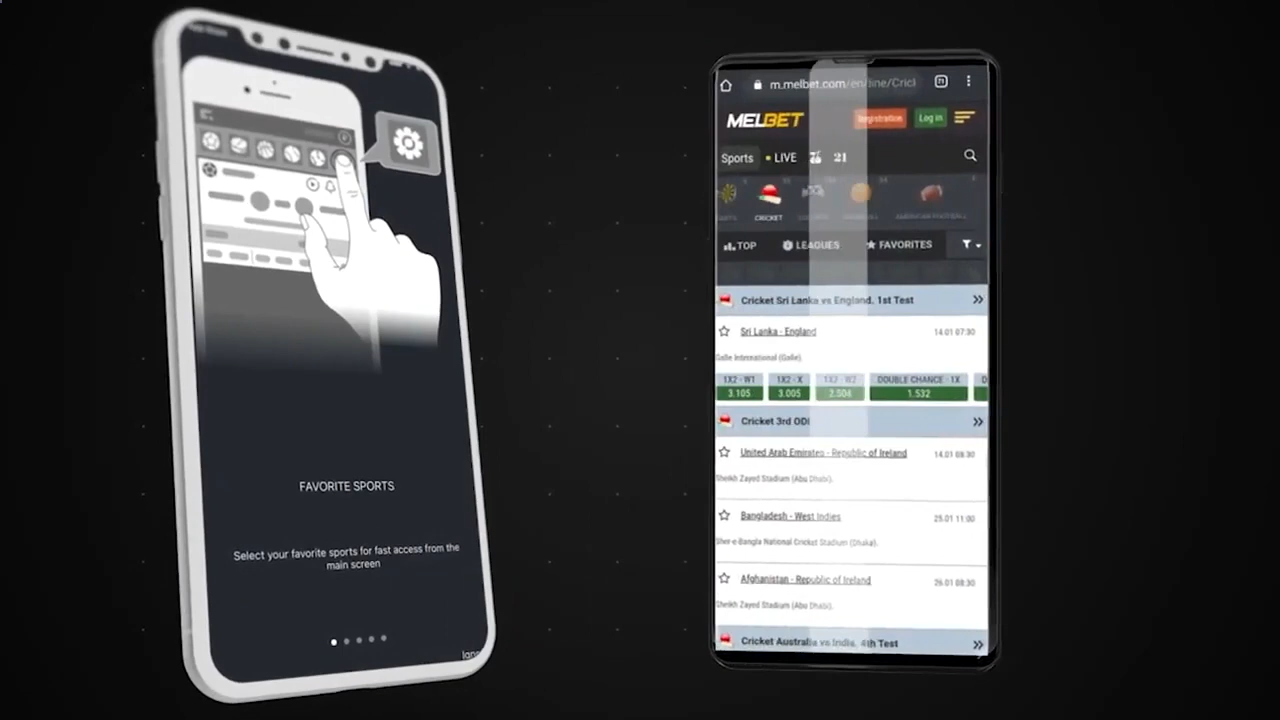 FAVORITE SPORTS
Select your favorite sports for fast access from the
main screen
m.melbet.com/en/line/Cricl
MELBET
Registration
Log in
Sports
LIVE
21
CRICKET
AMERICAN FOOTBALL
TOP
LEAGUES
FAVORITES
Cricket Sri Lanka vs England. 1st Test
Sri Lanka - England
14.01 07:30
Galle International (Galle).
1X2 - W1 1X2 - X 1X2 - W2 DOUBLE CHANCE - 1X D
3.105 3.005 2.506 1.532
Cricket 3rd ODI
United Arab Emirates - Republic of Ireland
14.01 08:30
Sheikh Zayed Stadium (Abu Dhabi).
Bangladesh - West Indies
25.01 11:00
Sher-e-Bangla National Cricket Stadium (Dhaka).
Afghanistan - Republic of Ireland
26.01 08:30
Sheikh Zayed Stadium (Abu Dhabi).
Cricket Australia vs India. 4th Test